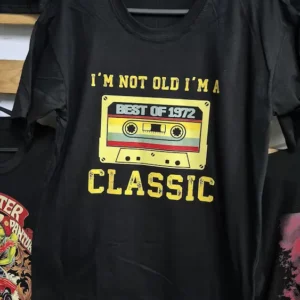 I'M NOT OLD I'M A
BEST OF 1972
CLASSIC